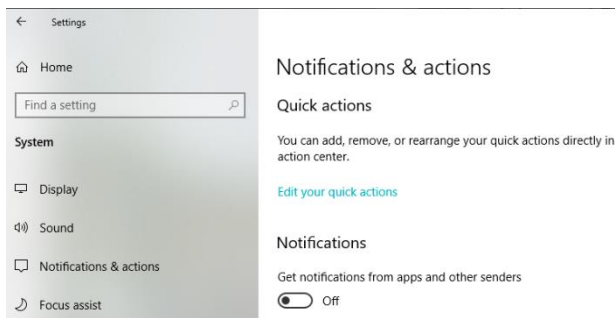 Settings
Home
Find a setting
System
Display
Sound
Notifications & actions
Focus assist
Notifications & actions
Quick actions
You can add, remove, or rearrange your quick actions directly in
action center.
Edit your quick actions
Notifications
Get notifications from apps and other senders
Off